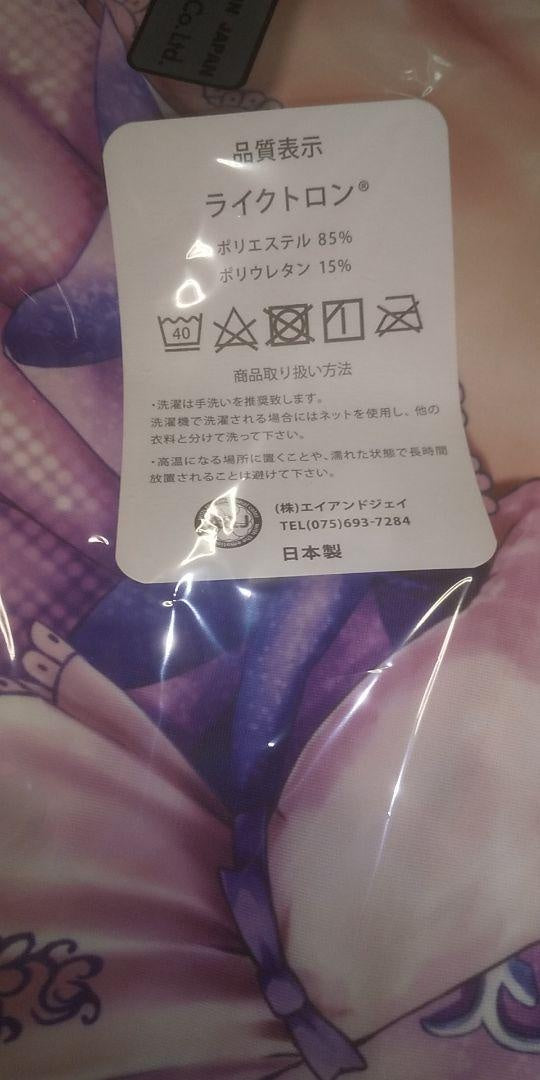 IN JAPAN
Co.Ltd.
品質表示
ライクトロン®
ポリエステル 85%
ポリウレタン 15%
40
商品取り扱い方法
・洗濯は手洗いを推奨致します。
洗濯機で洗濯される場合にはネットを使用し、他の
衣料と分けて洗って下さい。
・高温になる場所に置くことや、濡れた状態で長時間
放置されることは避けて下さい。
(株)エイアンドジェイ
TEL(075)693-7284
日本製